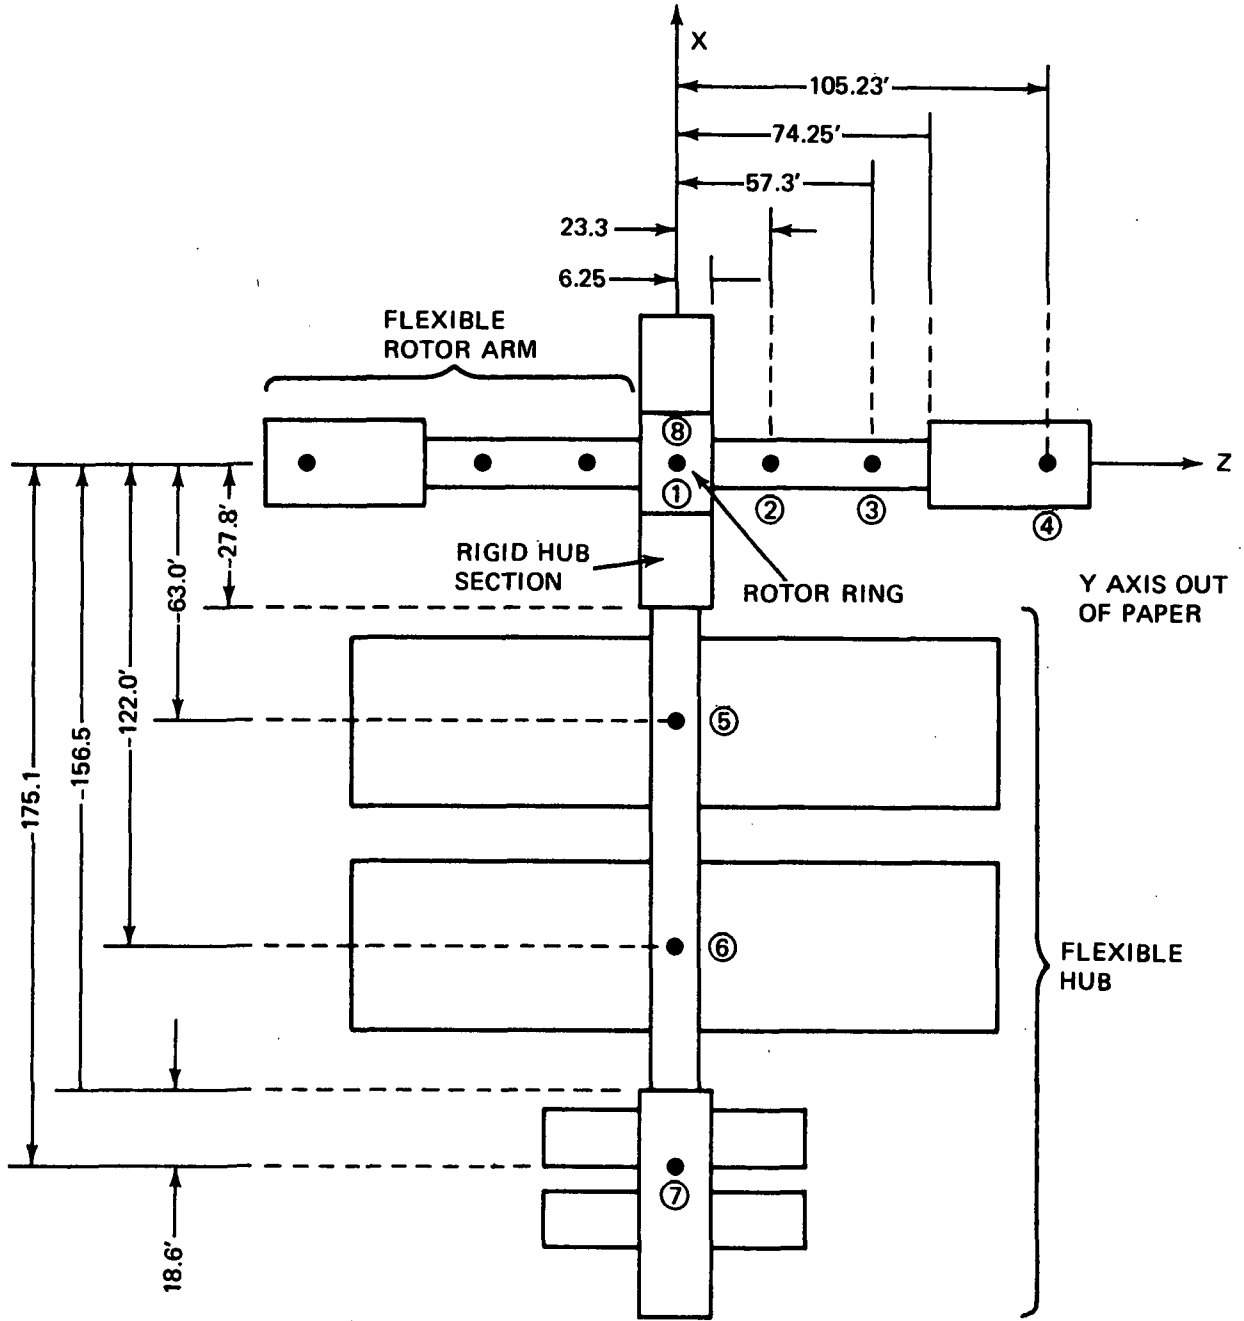 X
105.23'
74.25'
57.3'
23.3
6.25
FLEXIBLE
ROTOR ARM
⑧
Z
①
②
③
④
-27.8'
-63.0'
-122.0'
-156.5
175.1
RIGID HUB
SECTION
ROTOR RING
Y AXIS OUT
OF PAPER
⑤
⑥
FLEXIBLE
HUB
⑦
18.6'